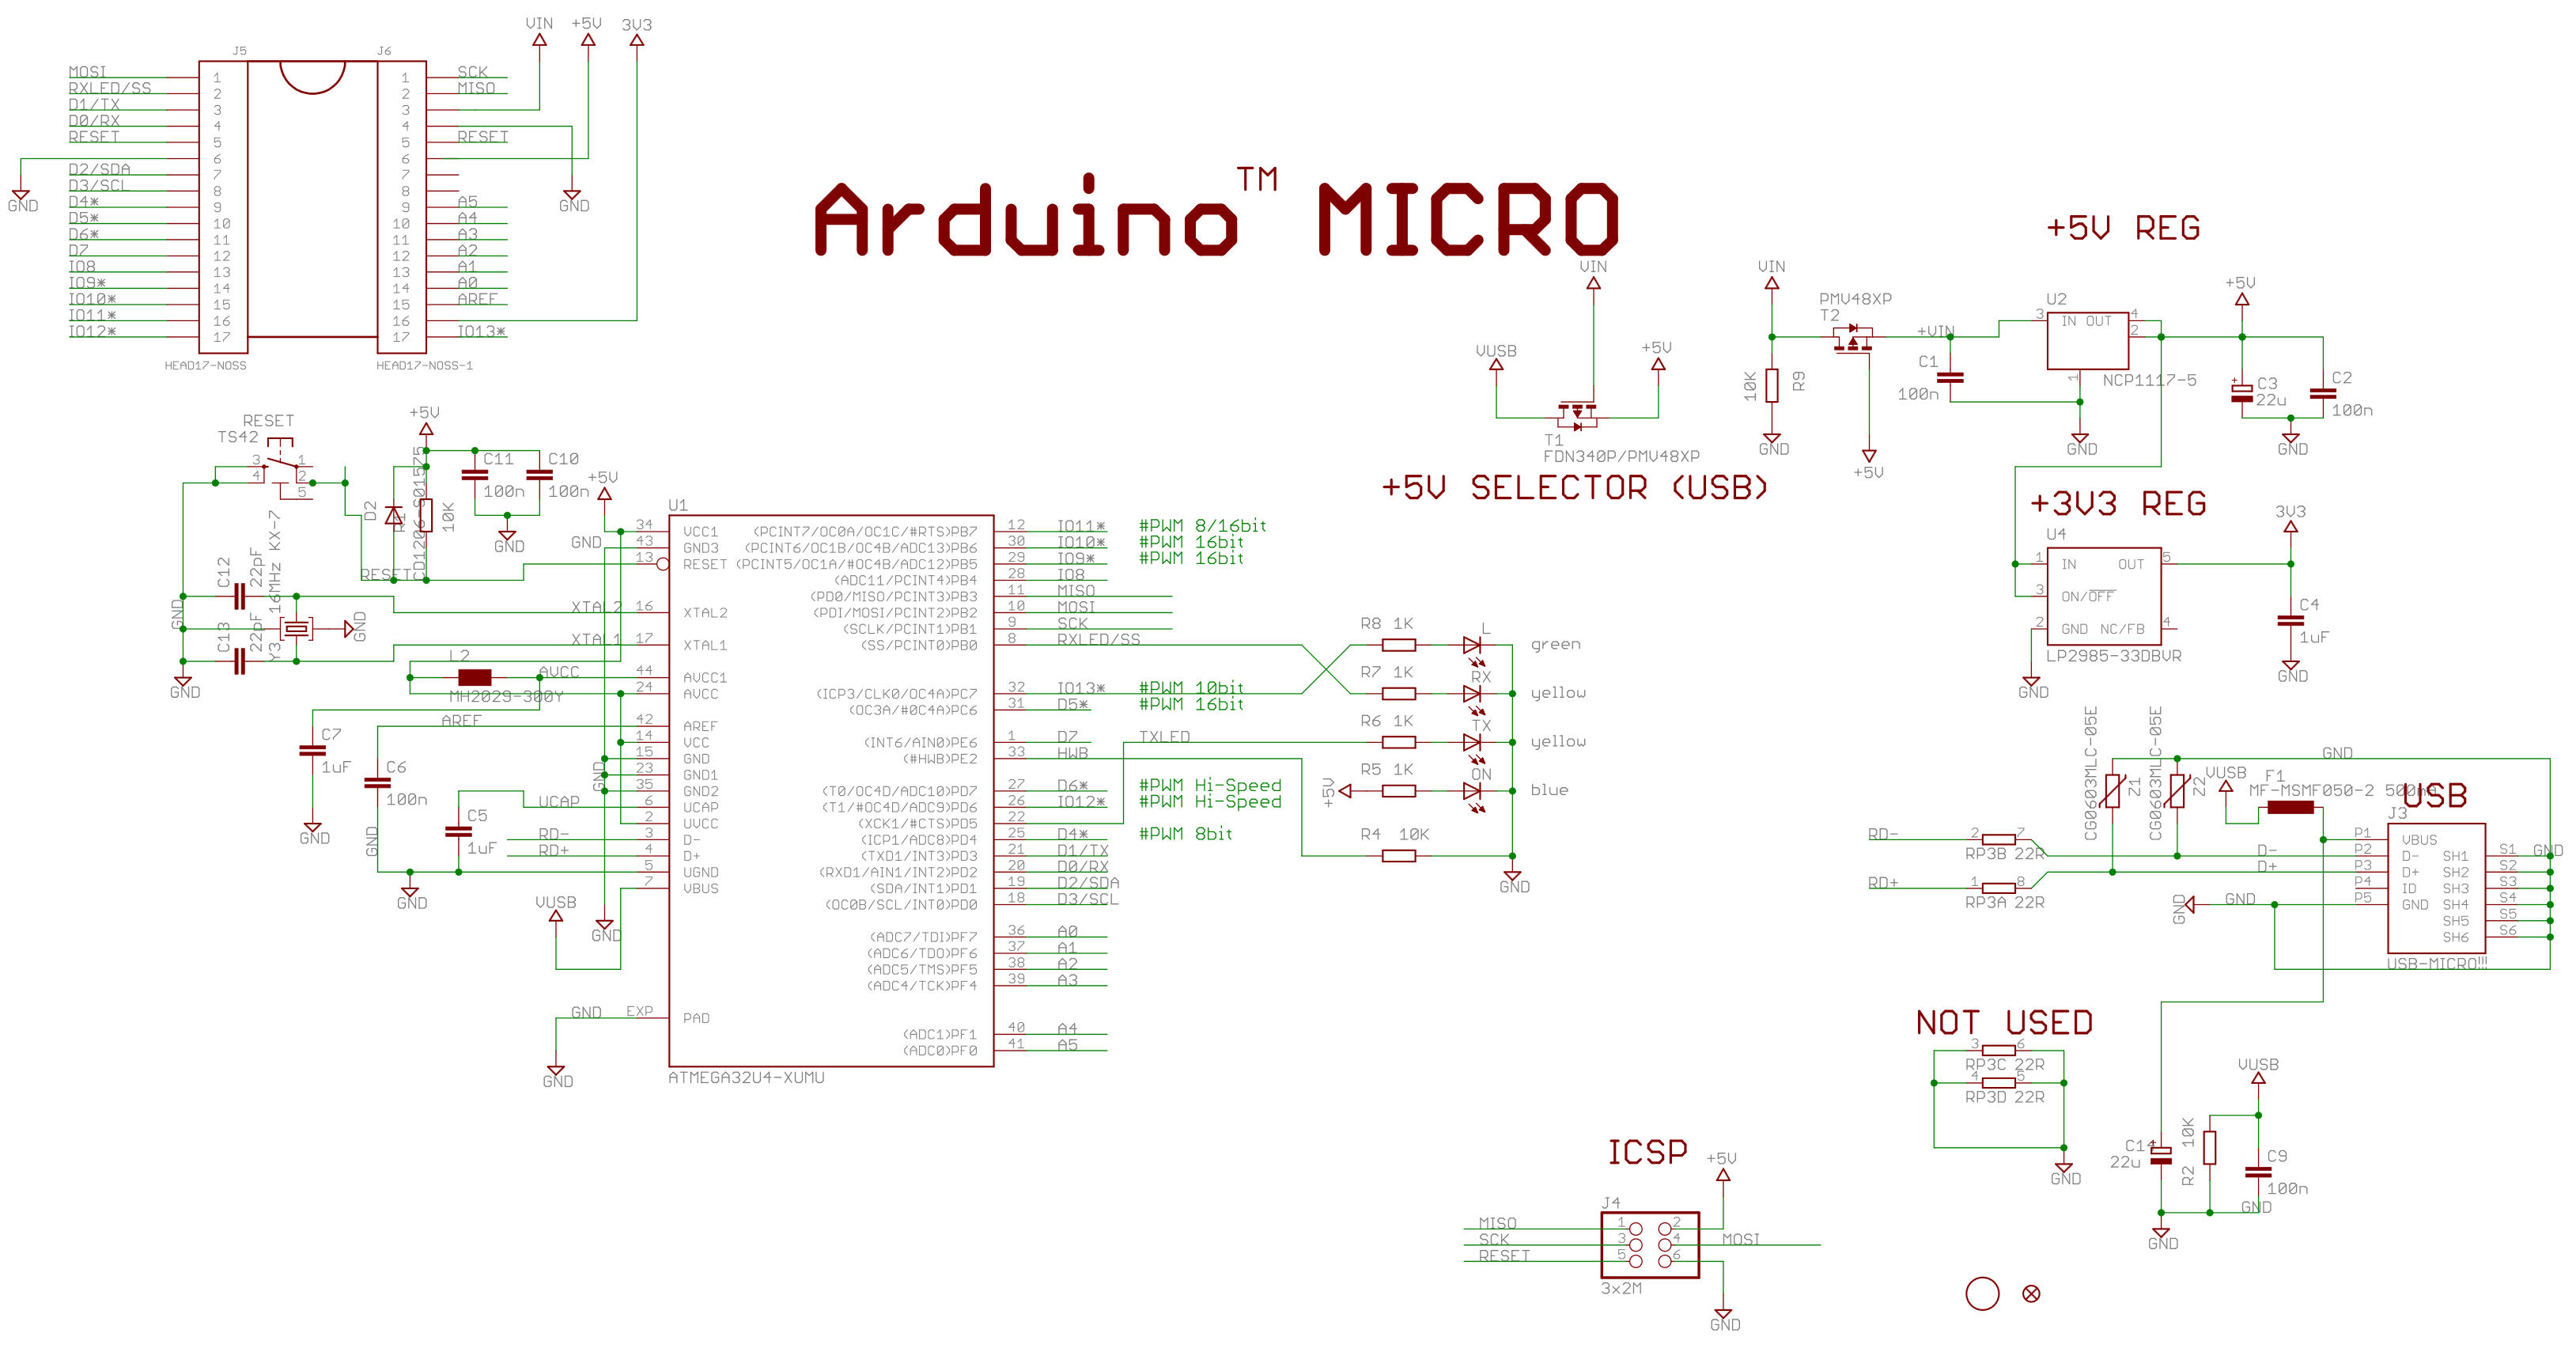 Arduino™ MICRO
VIN +5V 3V3
J5 J6
MOSI 1 1 SCK
RXLED/SS 2 2 MISO
D1/TX 3 3
D0/RX 4 4
RESET 5 5 RESET
6 6
D2/SDA 7 7
D3/SCL 8 8
GND GND
D4* 9 9 A5
D5* 10 10 A4
D6* 11 11 A3
D7 12 12 A2
IO8 13 13 A1
IO9* 14 14 A0
IO10* 15 15 AREF
IO11* 16 16
IO12* 17 17 IO13*
HEAD17-NOSS HEAD17-NOSS-1
RESET
TS42
3 1
4 2
5
+5V
D2
R1
CD1206-S01575
10K
C11
100n
C10
100n
GND
RESET
C12
22pF
C13
22pF
Y3 16MHz KX-7
GND
GND
GND
XTAL2
XTAL1
L2
MH2029-300Y
AVCC
AREF
C7
1uF
GND
C6
100n
GND
C5
1uF
UCAP
RD-
RD+
GND
VUSB
+5V
GND
GND
GND
GND
GND
U1
34 VCC1
43 GND3
13 RESET
16 XTAL2
17 XTAL1
44 AVCC1
24 AVCC
42 AREF
14 VCC
15 GND
23 GND1
35 GND2
6 UCAP
2 UVCC
3 D-
4 D+
5 UGND
7 VBUS
EXP PAD
(PCINT7/OC0A/OC1C/#RTS)PB7 12 IO11* #PWM 8/16bit
(PCINT6/OC1B/OC4B/ADC13)PB6 30 IO10* #PWM 16bit
(PCINT5/OC1A/#OC4B/ADC12)PB5 29 IO9* #PWM 16bit
(ADC11/PCINT4)PB4 28 IO8
(PD0/MISO/PCINT3)PB3 11 MISO
(PDI/MOSI/PCINT2)PB2 10 MOSI
(SCLK/PCINT1)PB1 9 SCK
(SS/PCINT0)PB0 8 RXLED/SS
(ICP3/CLK0/OC4A)PC7 32 IO13* #PWM 10bit
(OC3A/#0C4A)PC6 31 D5* #PWM 16bit
(INT6/AIN0)PE6 1 D7 TXLED
(#HWB)PE2 33 HWB
(T0/OC4D/ADC10)PD7 27 D6* #PWM Hi-Speed
(T1/#OC4D/ADC9)PD6 26 IO12* #PWM Hi-Speed
(XCK1/#CTS)PD5 22
(ICP1/ADC8)PD4 25 D4* #PWM 8bit
(TXD1/INT3)PD3 21 D1/TX
(RXD1/AIN1/INT2)PD2 20 D0/RX
(SDA/INT1)PD1 19 D2/SDA
(OC0B/SCL/INT0)PD0 18 D3/SCL
(ADC7/TDI)PF7 36 A0
(ADC6/TDO)PF6 37 A1
(ADC5/TMS)PF5 38 A2
(ADC4/TCK)PF4 39 A3
(ADC1)PF1 40 A4
(ADC0)PF0 41 A5
ATMEGA32U4-XUMU
R8 1K L green
R7 1K RX yellow
R6 1K TX yellow
+5V R5 1K ON blue
R4 10K
GND
VIN
VUSB +5V
T1
FDN340P/PMV48XP
+5V SELECTOR (USB)
+5V REG
VIN
10K
R9
GND
PMV48XP
T2
+5V
+VIN
C1
100n
U2
3 IN OUT 4
2
1
NCP1117-5
GND
+5V
C3
22u
C2
100n
GND
+3V3 REG
U4
1 IN OUT 5
3 ON/OFF
2 GND NC/FB 4
LP2985-33DBVR
GND
3V3
C4
1uF
GND
CG0603MLC-05E
Z1
CG0603MLC-05E
Z2
GND
VUSB
F1
MF-MSMF050-2 500mA
USB
J3
RD- 2 7
RP3B 22R
RD+ 1 8
RP3A 22R
D-
D+
GND GND
P1 VBUS
P2 D- SH1 S1 GND
P3 D+ SH2 S2
P4 ID SH3 S3
P5 GND SH4 S4
SH5 S5
SH6 S6
USB-MICRO!!!
NOT USED
3 6
RP3C 22R
4 5
RP3D 22R
GND
C14
22u
R2 10K
VUSB
C9
100n
GND
GND
ICSP
+5V
J4
MISO 1 2
SCK 3 4 MOSI
RESET 5 6
3x2M
GND